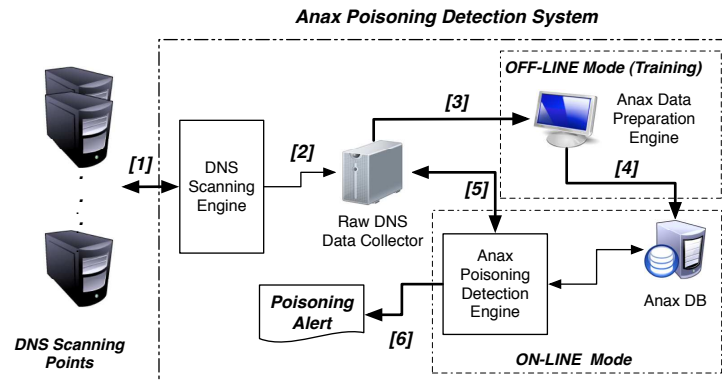 Anax Poisoning Detection System
OFF-LINE Mode (Training)
[3]
Anax Data
Preparation
Engine
[1]
DNS
Scanning
Engine
[2]
[4]
[5]
Raw DNS
Data Collector
Anax
Poisoning
Detection
Engine
Anax DB
Poisoning
Alert
[6]
DNS Scanning
Points
ON-LINE Mode